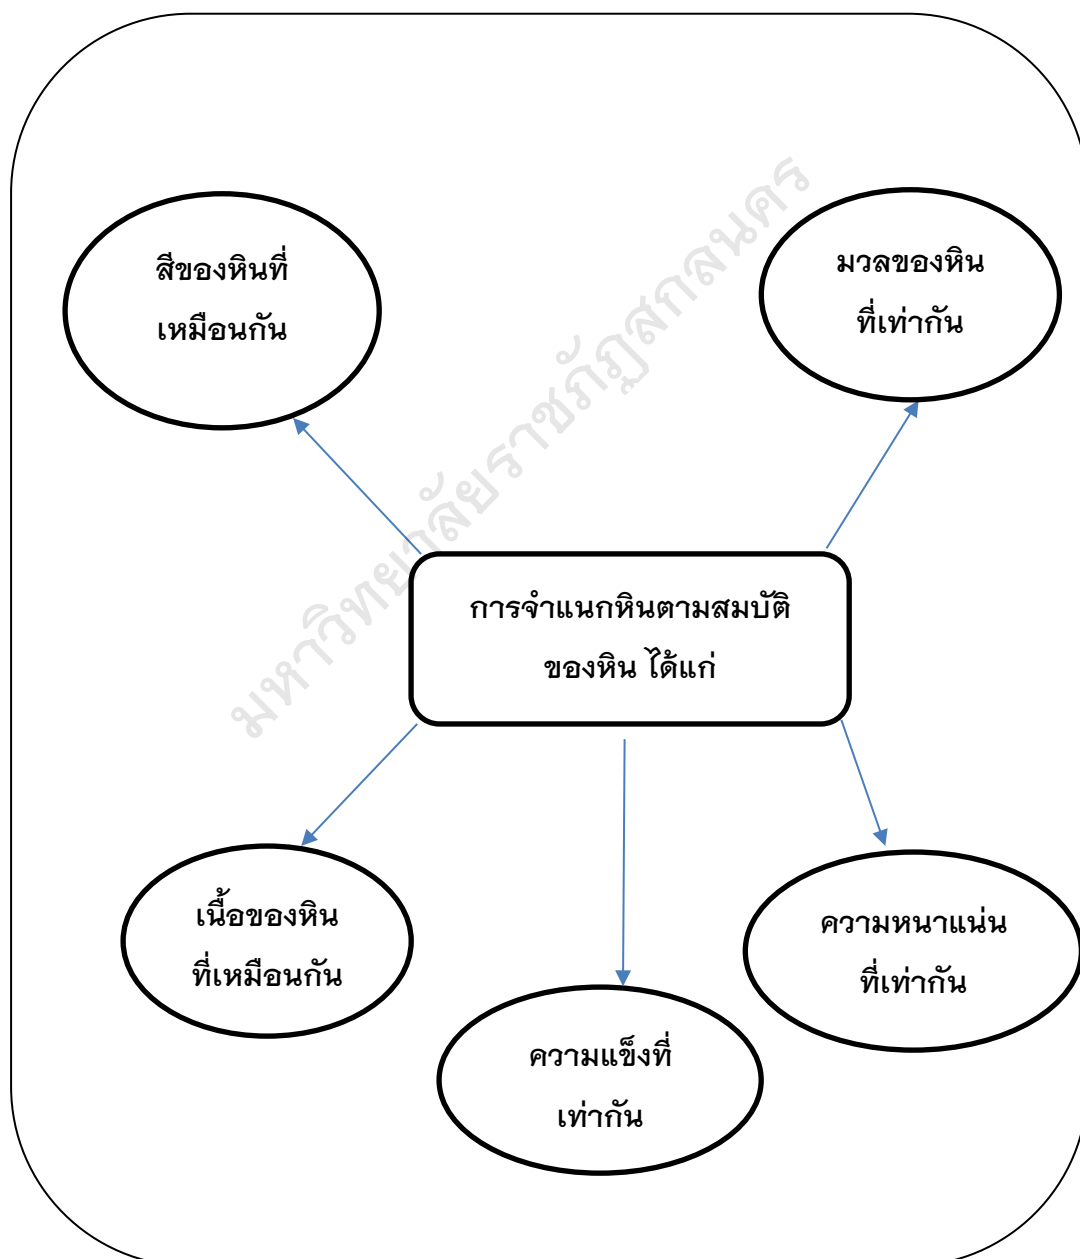 สีของหินที่
เหมือนกัน
มวลของหิน
ที่เท่ากัน
มหาวิทยาลัยราชภัฏสกลนคร
การจำแนกหินตามสมบัติ
ของหิน ได้แก่
เนื้อของหิน
ที่เหมือนกัน
ความแข็งที่
เท่ากัน
ความหนาแน่น
ที่เท่ากัน